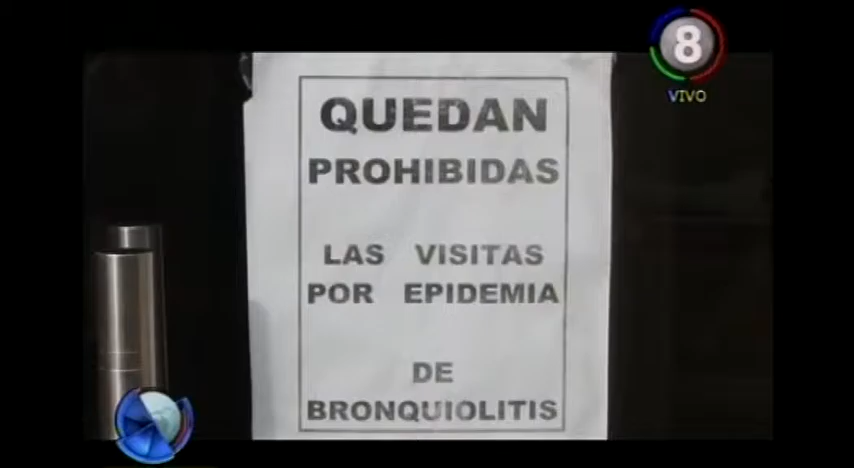 8
VIVO
QUEDAN
PROHIBIDAS
LAS VISITAS
POR EPIDEMIA
DE
BRONQUIOLITIS